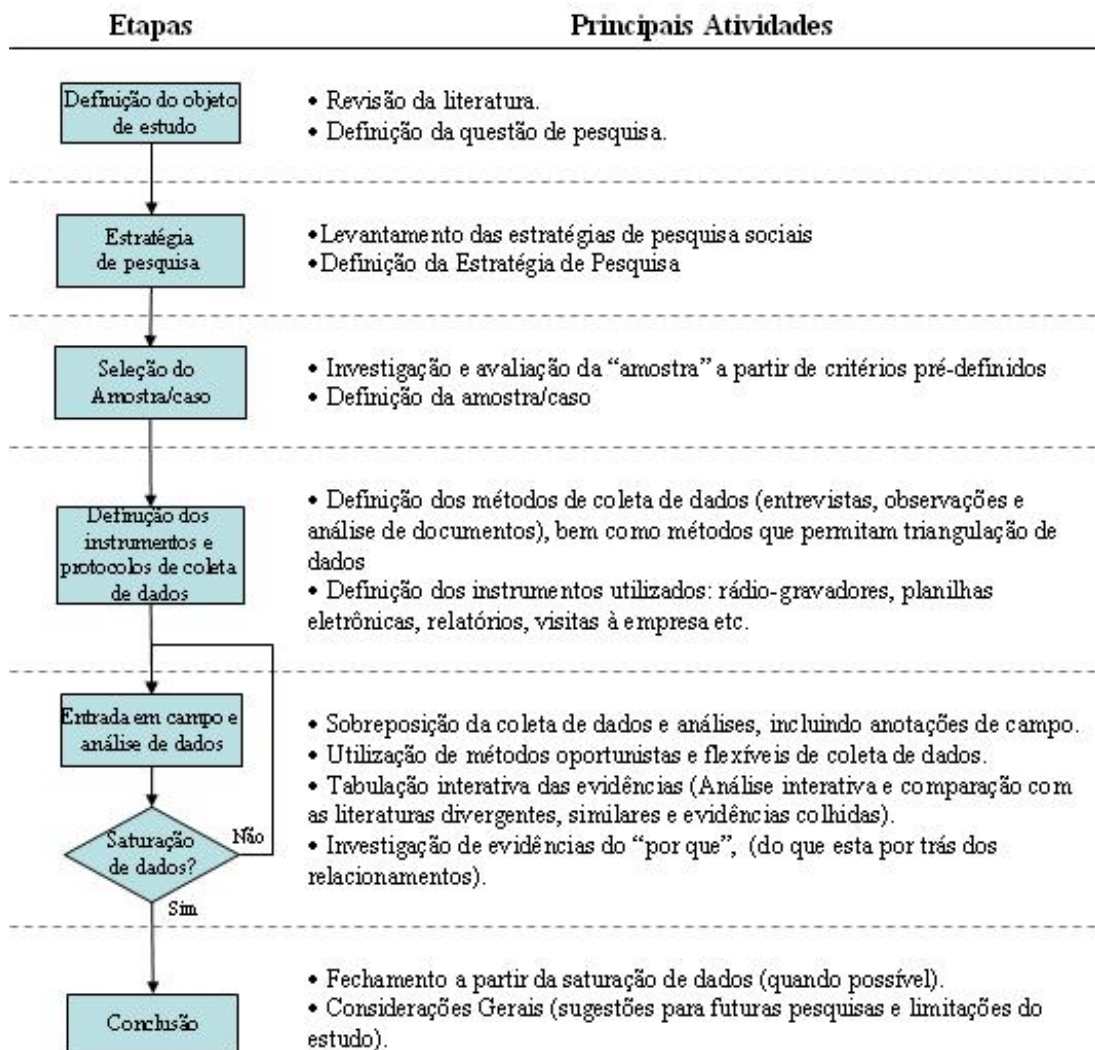 Etapas
Principais Atividades
Definição do objeto
de estudo
• Revisão da literatura.
• Definição da questão de pesquisa.
Estratégia
de pesquisa
•Levantamento das estratégias de pesquisa sociais
•Definição da Estratégia de Pesquisa
Seleção do
Amostra/caso
• Investigação e avaliação da “amostra” a partir de critérios pré-definidos
• Definição da amostra/caso
Definução dos
instrumentos e
protocolos de coleta
de dados
• Definição dos métodos de coleta de dados (entrevistas, observações e
análise de documentos), bem como métodos que permitam triangulação de
dados
• Definição dos instrumentos utilizados: rádio-gravadores, planilhas
eletrônicas, relatórios, visitas à empresa etc.
Entrada em campo e
análise de dados
• Sobreposição da coleta de dados e análises, incluindo anotações de campo.
• Utilização de métodos oportunistas e flexíveis de coleta de dados.
• Tabulação interativa das evidências (Análise interativa e comparação com
as literaturas divergentes, similares e evidências colhidas).
• Investigação de evidências do “por que”, (do que esta por trás dos
relacionamentos).
Saturação
de dados?
Não
Sim
Conclusão
• Fechamento a partir da saturação de dados (quando possível).
• Considerações Gerais (sugestões para futuras pesquisas e limitações do
estudo).